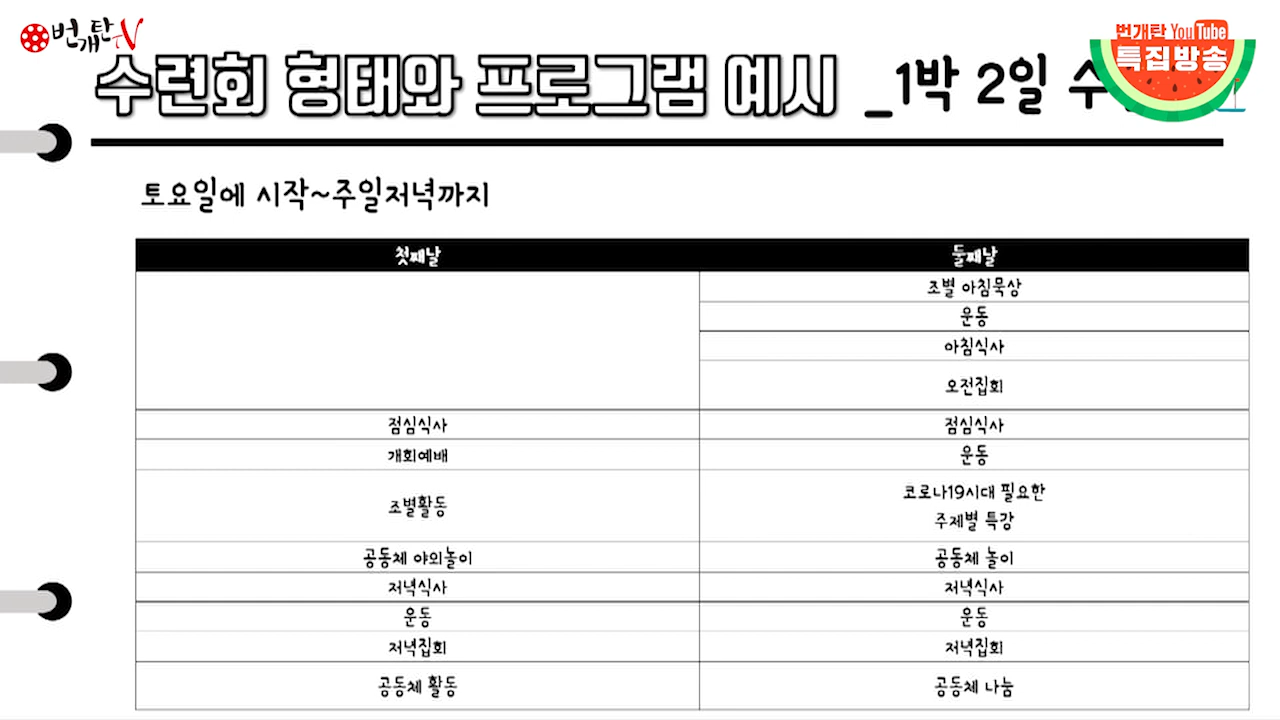 번개탄TV
번개탄 YouTube
특집방송
수련회 형태와 프로그램 예시 _1박 2일
토요일에 시작~주일저녁까지
첫째날 둘째날
조별 아침묵상
운동
아침식사
오전집회
점심식사 점심식사
개회예배 운동
조별활동 코로나19시대 필요한
주제별 특강
공동체 야외놀이 공동체 놀이
저녁식사 저녁식사
운동 운동
저녁집회 저녁집회
공동체 활동 공동체 나눔